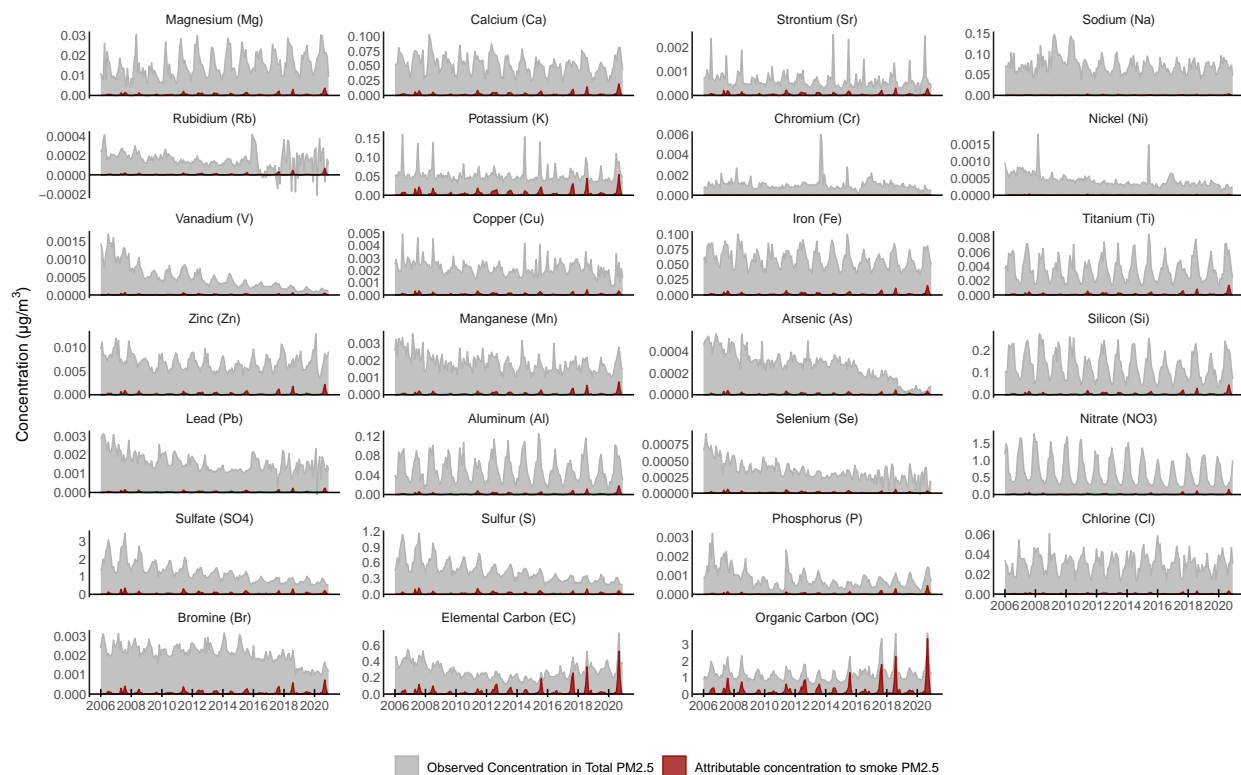 Magnesium (Mg) Calcium (Ca) Strontium (Sr) Sodium (Na)
0.03 0.100 0.002 0.15
0.02 0.075 0.10
0.01 0.050 0.001 0.05
0.025
0.00 0.000 0.000 0.00
Rubidium (Rb) Potassium (K) Chromium (Cr) Nickel (Ni)
0.0004 0.15 0.006 0.0015
0.0002 0.10 0.004 0.0010
0.0000 0.05 0.002 0.0005
−0.0002 0.00 0.000 0.0000
Vanadium (V) Copper (Cu) Iron (Fe) Titanium (Ti)
0.0015 0.005 0.100 0.008
0.0010 0.004 0.075 0.006
0.0005 0.003 0.050 0.004
0.002 0.025 0.002
0.001
0.0000 0.000 0.000 0.000
Zinc (Zn) Manganese (Mn) Arsenic (As) Silicon (Si)
0.010 0.003 0.0004 0.2
0.005 0.002 0.0002 0.1
0.001
0.000 0.000 0.0000 0.0
Lead (Pb) Aluminum (Al) Selenium (Se) Nitrate (NO3)
0.003 0.12 0.00075 1.5
0.002 0.08 0.00050 1.0
0.001 0.04 0.00025 0.5
0.000 0.00 0.00000 0.0
Sulfate (SO4) Sulfur (S) Phosphorus (P) Chlorine (Cl)
3 1.2 0.003 0.06
2 0.9 0.002 0.04
1 0.6 0.001 0.02
0.3
0 0.0 0.000 0.00
2006 2008 2010 2012 2014 2016 2018 2020
Bromine (Br) Elemental Carbon (EC) Organic Carbon (OC)
0.003 0.6 3
0.002 0.4 2
0.001 0.2 1
0.000 0.0 0
2006 2008 2010 2012 2014 2016 2018 2020 2006 2008 2010 2012 2014 2016 2018 2020 2006 2008 2010 2012 2014 2016 2018 2020
Concentration (µg/m³)
Observed Concentration in Total PM2.5 Attributable concentration to smoke PM2.5